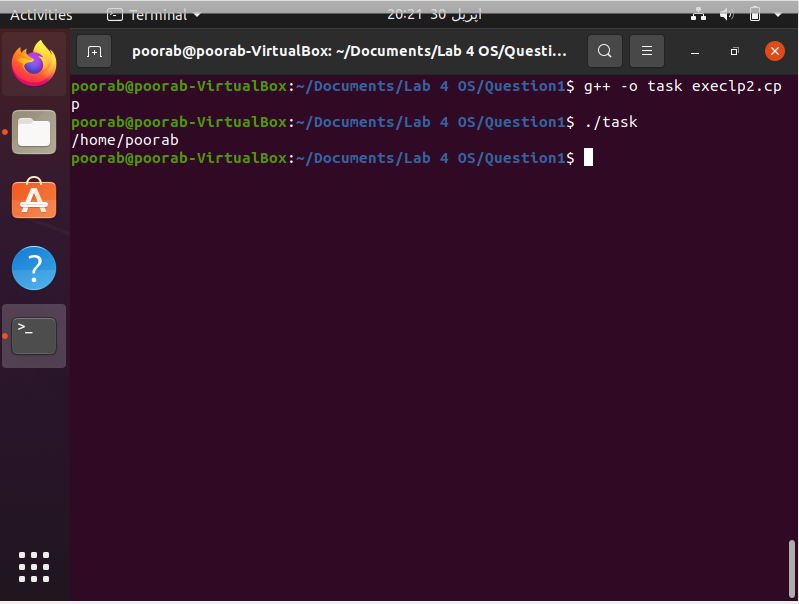 Activities
Terminal
20:21 30 اپریل
poorab@poorab-VirtualBox: ~/Documents/Lab 4 OS/Questi...
poorab@poorab-VirtualBox:~/Documents/Lab 4 OS/Question1$ g++ -o task execlp2.cp
p
poorab@poorab-VirtualBox:~/Documents/Lab 4 OS/Question1$ ./task
/home/poorab
poorab@poorab-VirtualBox:~/Documents/Lab 4 OS/Question1$